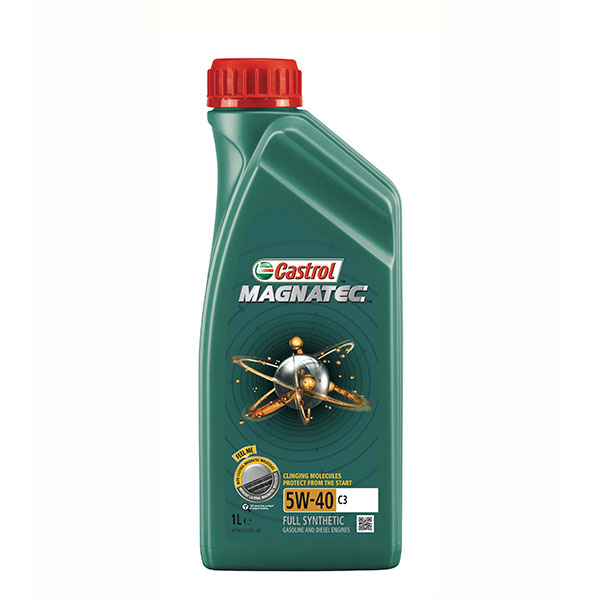 Castrol
MAGNATEC
FEEL ME
CLINGING MOLECULES
PROTECT FROM THE START
5W-40 C3
1L e
FULL SYNTHETIC
GASOLINE AND DIESEL ENGINES